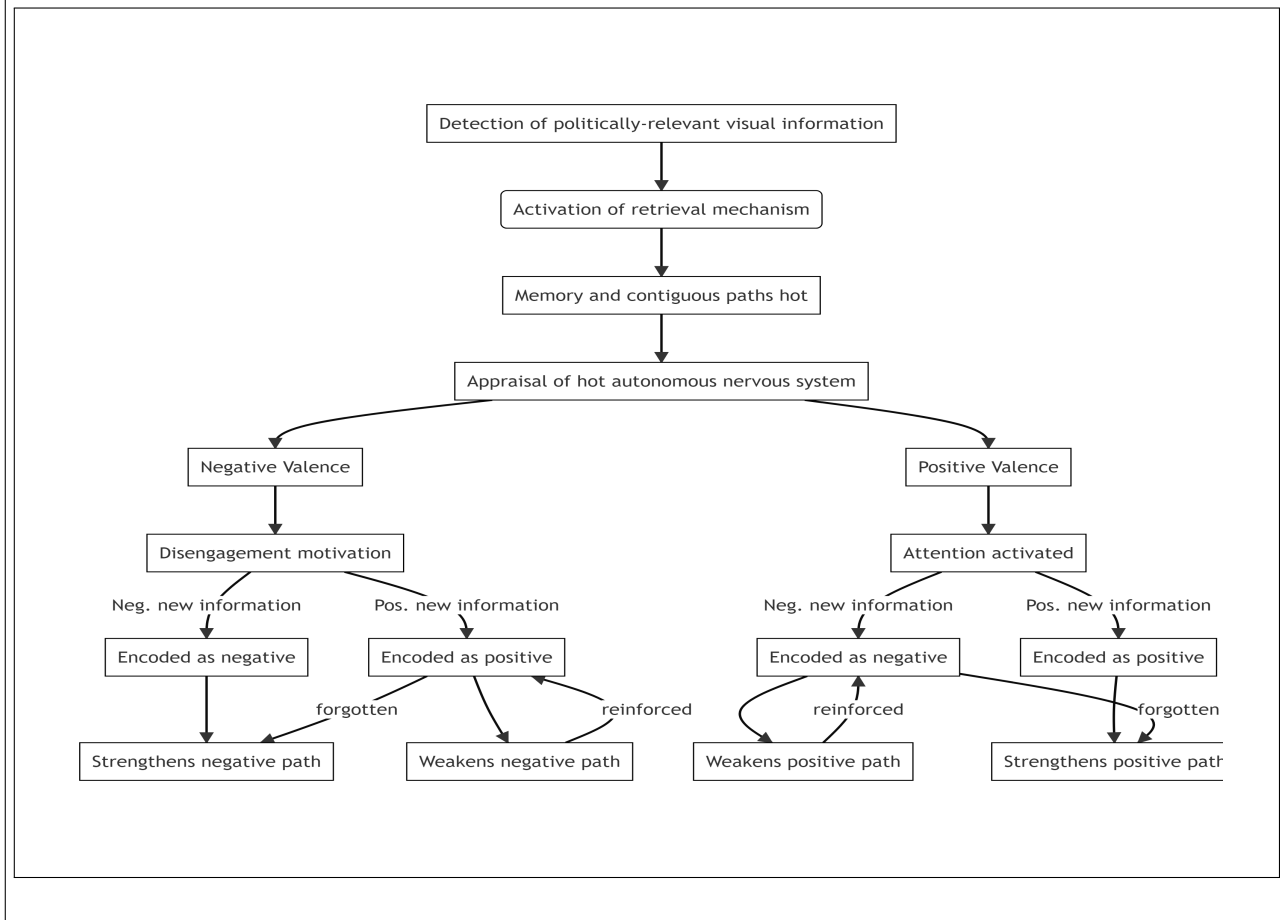 Detection of politically-relevant visual information
Activation of retrieval mechanism
Memory and contiguous paths hot
Appraisal of hot autonomous nervous system
Negative Valence
Positive Valence
Disengagement motivation
Attention activated
Neg. new information
Pos. new information
Neg. new information
Pos. new information
Encoded as negative
Encoded as positive
Encoded as negative
Encoded as positive
forgotten
reinforced
reinforced
forgotten
Strengthens negative path
Weakens negative path
Weakens positive path
Strengthens positive path